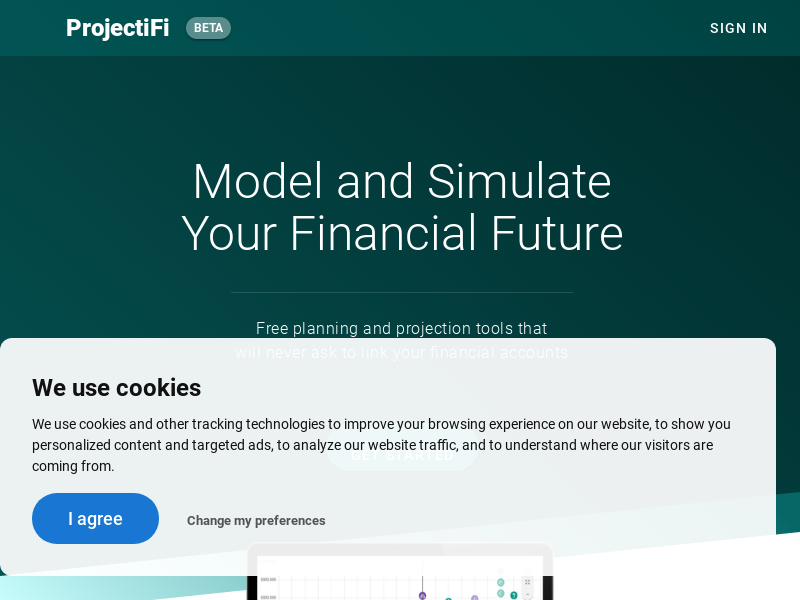 ProjectiFi BETA SIGN IN
Model and Simulate
Your Financial Future
Free planning and projection tools that
will never ask to link your financial accounts
We use cookies
We use cookies and other tracking technologies to improve your browsing experience on our website, to show you
personalized content and targeted ads, to analyze our website traffic, and to understand where our visitors are
coming from.
GET STARTED
I agree Change my preferences